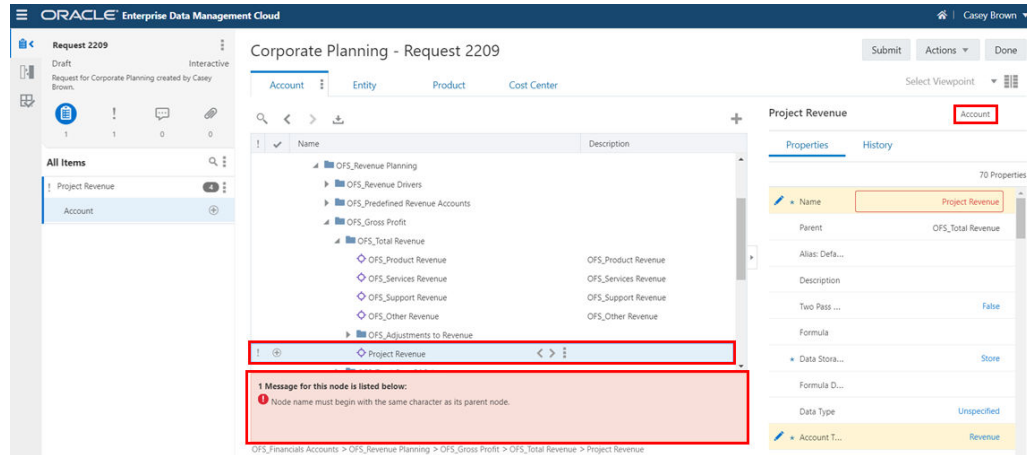 ORACLE Enterprise Data Management Cloud
Casey Brown
Request 2209
Draft
Interactive
Request for Corporate Planning created by Casey
Brown.
1
1
0
0
All Items
Project Revenue
4
Account
Corporate Planning - Request 2209
Submit
Actions
Done
Account
Entity
Product
Cost Center
Select Viewpoint
Name
Description
OFS_Revenue Planning
OFS_Revenue Drivers
OFS_Predefined Revenue Accounts
OFS_Gross Profit
OFS_Total Revenue
OFS_Product Revenue
OFS_Product Revenue
OFS_Services Revenue
OFS_Services Revenue
OFS_Support Revenue
OFS_Support Revenue
OFS_Other Revenue
OFS_Other Revenue
OFS_Adjustments to Revenue
Project Revenue
1 Message for this node is listed below:
Node name must begin with the same character as its parent node.
OFS_Financials Accounts > OFS_Revenue Planning > OFS_Gross Profit > OFS_Total Revenue > Project Revenue
Project Revenue
Account
Properties
History
70 Properties
Name
Project Revenue
Parent
OFS_Total Revenue
Alias: Defa...
Description
Two Pass ...
False
Formula
Data Stora...
Store
Formula D...
Data Type
Unspecified
Account T...
Revenue